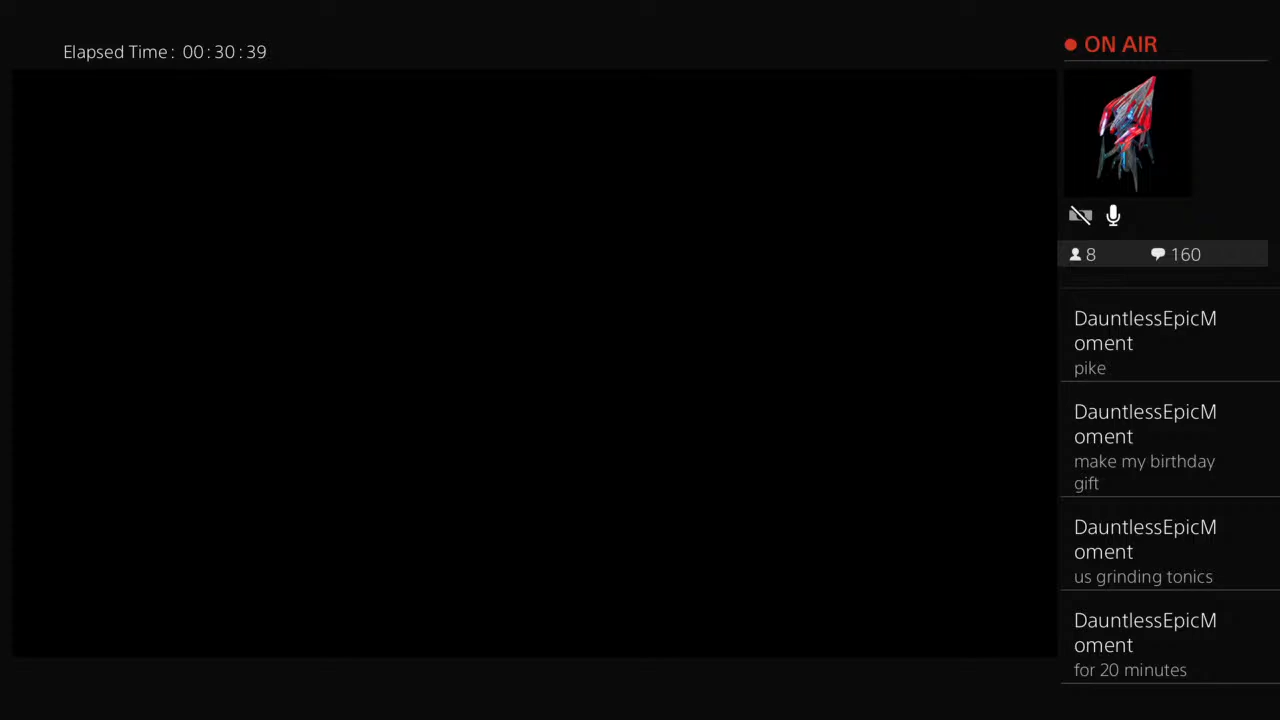 Elapsed Time: 00:30:39
ON AIR
8 160
DauntlessEpicM
oment
pike
DauntlessEpicM
oment
make my birthday
gift
DauntlessEpicM
oment
us grinding tonics
DauntlessEpicM
oment
for 20 minutes